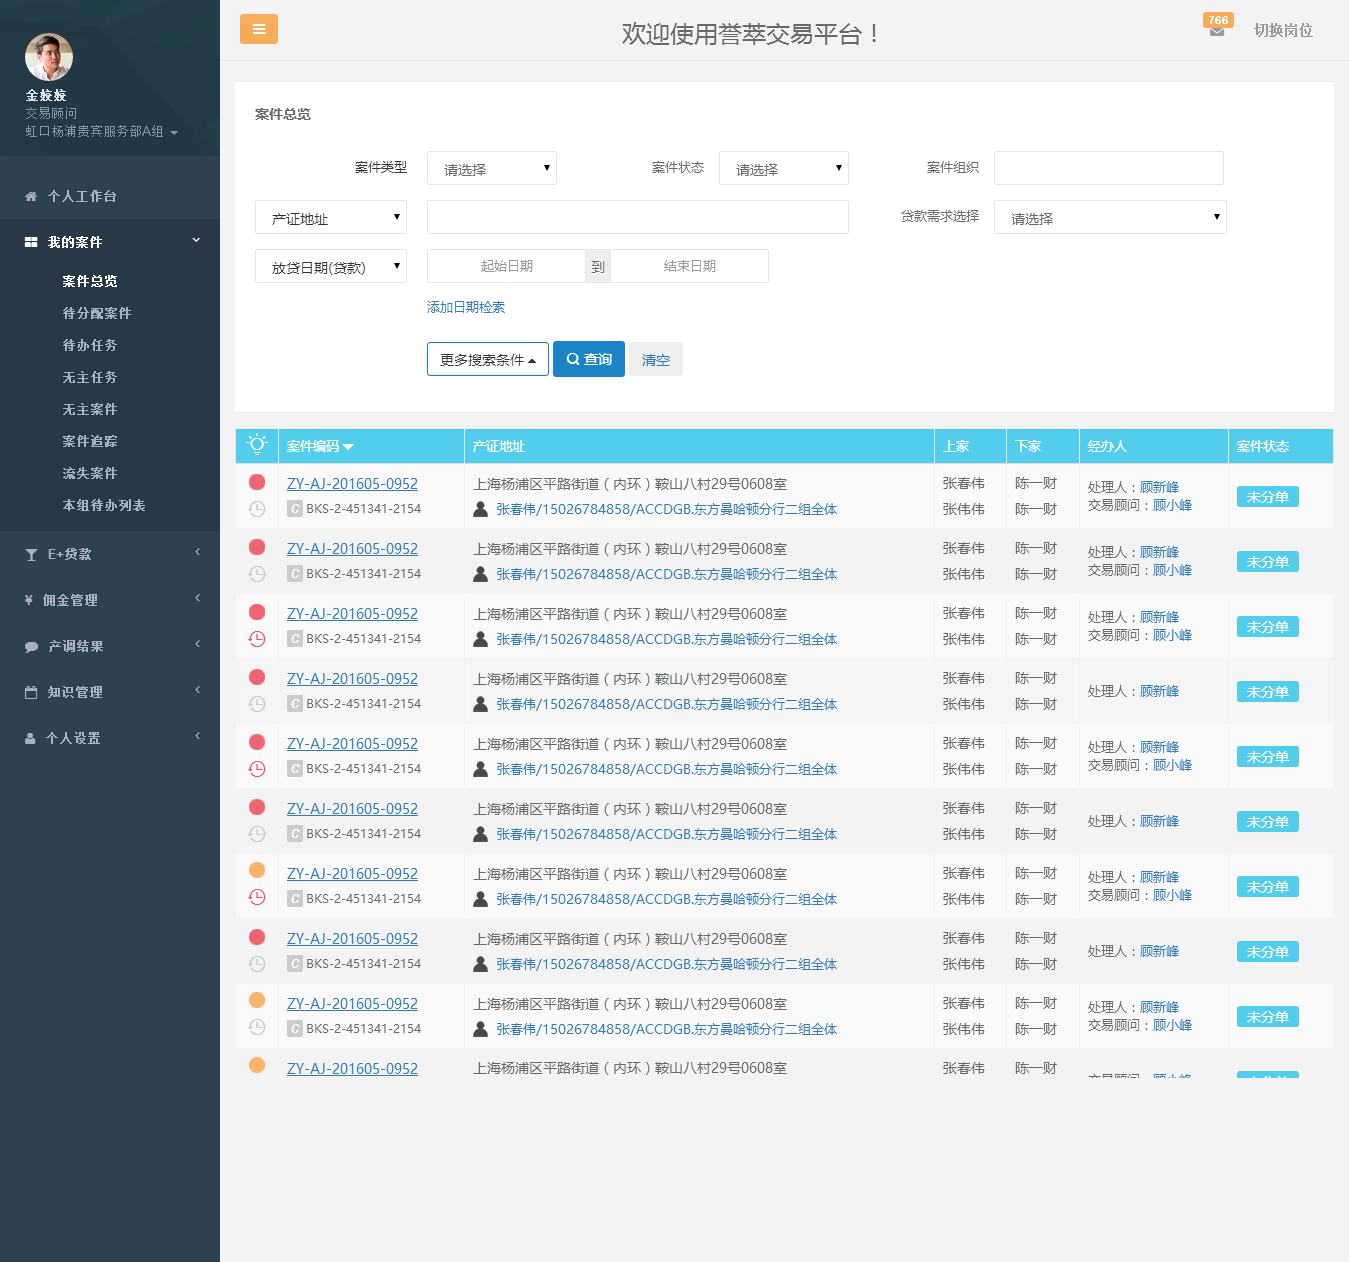 欢迎使用誉萃交易平台！
766
切换岗位
交易顾问
虹口杨浦贵宾服务部A组
个人工作台
我的案件
案件总览
待分配案件
待办任务
无主任务
无主案件
案件追踪
流失案件
本组待办列表
E+贷款
佣金管理
产调结果
知识管理
个人设置
案件总览
案件类型 请选择 案件状态 请选择 案件组织
产证地址 贷款需求选择 请选择
放贷日期(贷款) 起始日期 到 结束日期
添加日期检索
更多搜索条件 查询 清空
案件编码 产证地址 上家 下家 经办人 案件状态
ZY-AJ-201605-0952 上海杨浦区平路街道（内环）鞍山八村29号0608室 张春伟 陈一财 处理人：顾新峰 未分单
C BKS-2-451341-2154 张春伟/15026784858/ACCDGB.东方曼哈顿分行二组全体 张伟伟 陈一财 交易顾问：顾小峰
ZY-AJ-201605-0952 上海杨浦区平路街道（内环）鞍山八村29号0608室 张春伟 陈一财 处理人：顾新峰 未分单
C BKS-2-451341-2154 张春伟/15026784858/ACCDGB.东方曼哈顿分行二组全体 张伟伟 陈一财 交易顾问：顾小峰
ZY-AJ-201605-0952 上海杨浦区平路街道（内环）鞍山八村29号0608室 张春伟 陈一财 处理人：顾新峰 未分单
C BKS-2-451341-2154 张春伟/15026784858/ACCDGB.东方曼哈顿分行二组全体 张伟伟 陈一财 交易顾问：顾小峰
ZY-AJ-201605-0952 上海杨浦区平路街道（内环）鞍山八村29号0608室 张春伟 陈一财 处理人：顾新峰 未分单
C BKS-2-451341-2154 张春伟/15026784858/ACCDGB.东方曼哈顿分行二组全体 张伟伟 陈一财
ZY-AJ-201605-0952 上海杨浦区平路街道（内环）鞍山八村29号0608室 张春伟 陈一财 处理人：顾新峰 未分单
C BKS-2-451341-2154 张春伟/15026784858/ACCDGB.东方曼哈顿分行二组全体 张伟伟 陈一财 交易顾问：顾小峰
ZY-AJ-201605-0952 上海杨浦区平路街道（内环）鞍山八村29号0608室 张春伟 陈一财 处理人：顾新峰 未分单
C BKS-2-451341-2154 张春伟/15026784858/ACCDGB.东方曼哈顿分行二组全体 张伟伟 陈一财
ZY-AJ-201605-0952 上海杨浦区平路街道（内环）鞍山八村29号0608室 张春伟 陈一财 处理人：顾新峰 未分单
C BKS-2-451341-2154 张春伟/15026784858/ACCDGB.东方曼哈顿分行二组全体 张伟伟 陈一财 交易顾问：顾小峰
ZY-AJ-201605-0952 上海杨浦区平路街道（内环）鞍山八村29号0608室 张春伟 陈一财 处理人：顾新峰 未分单
C BKS-2-451341-2154 张春伟/15026784858/ACCDGB.东方曼哈顿分行二组全体 张伟伟 陈一财
ZY-AJ-201605-0952 上海杨浦区平路街道（内环）鞍山八村29号0608室 张春伟 陈一财 处理人：顾新峰 未分单
C BKS-2-451341-2154 张春伟/15026784858/ACCDGB.东方曼哈顿分行二组全体 张伟伟 陈一财 交易顾问：顾小峰
ZY-AJ-201605-0952 上海杨浦区平路街道（内环）鞍山八村29号0608室 张春伟 陈一财